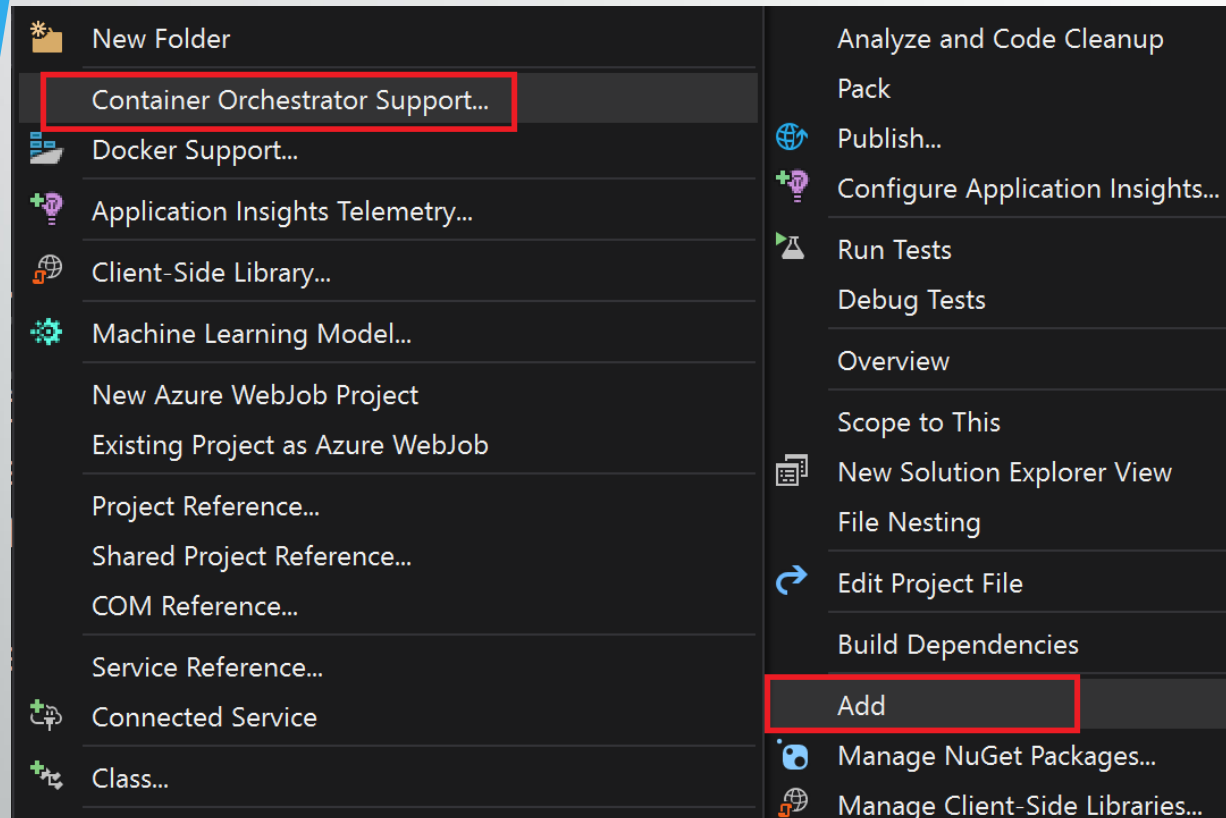 New Folder
Container Orchestrator Support...
Docker Support...
Application Insights Telemetry...
Client-Side Library...
Machine Learning Model...
New Azure WebJob Project
Existing Project as Azure WebJob
Project Reference...
Shared Project Reference...
COM Reference...
Service Reference...
Connected Service
Class...
Analyze and Code Cleanup
Pack
Publish...
Configure Application Insights...
Run Tests
Debug Tests
Overview
Scope to This
New Solution Explorer View
File Nesting
Edit Project File
Build Dependencies
Add
Manage NuGet Packages...
Manage Client-Side Libraries...